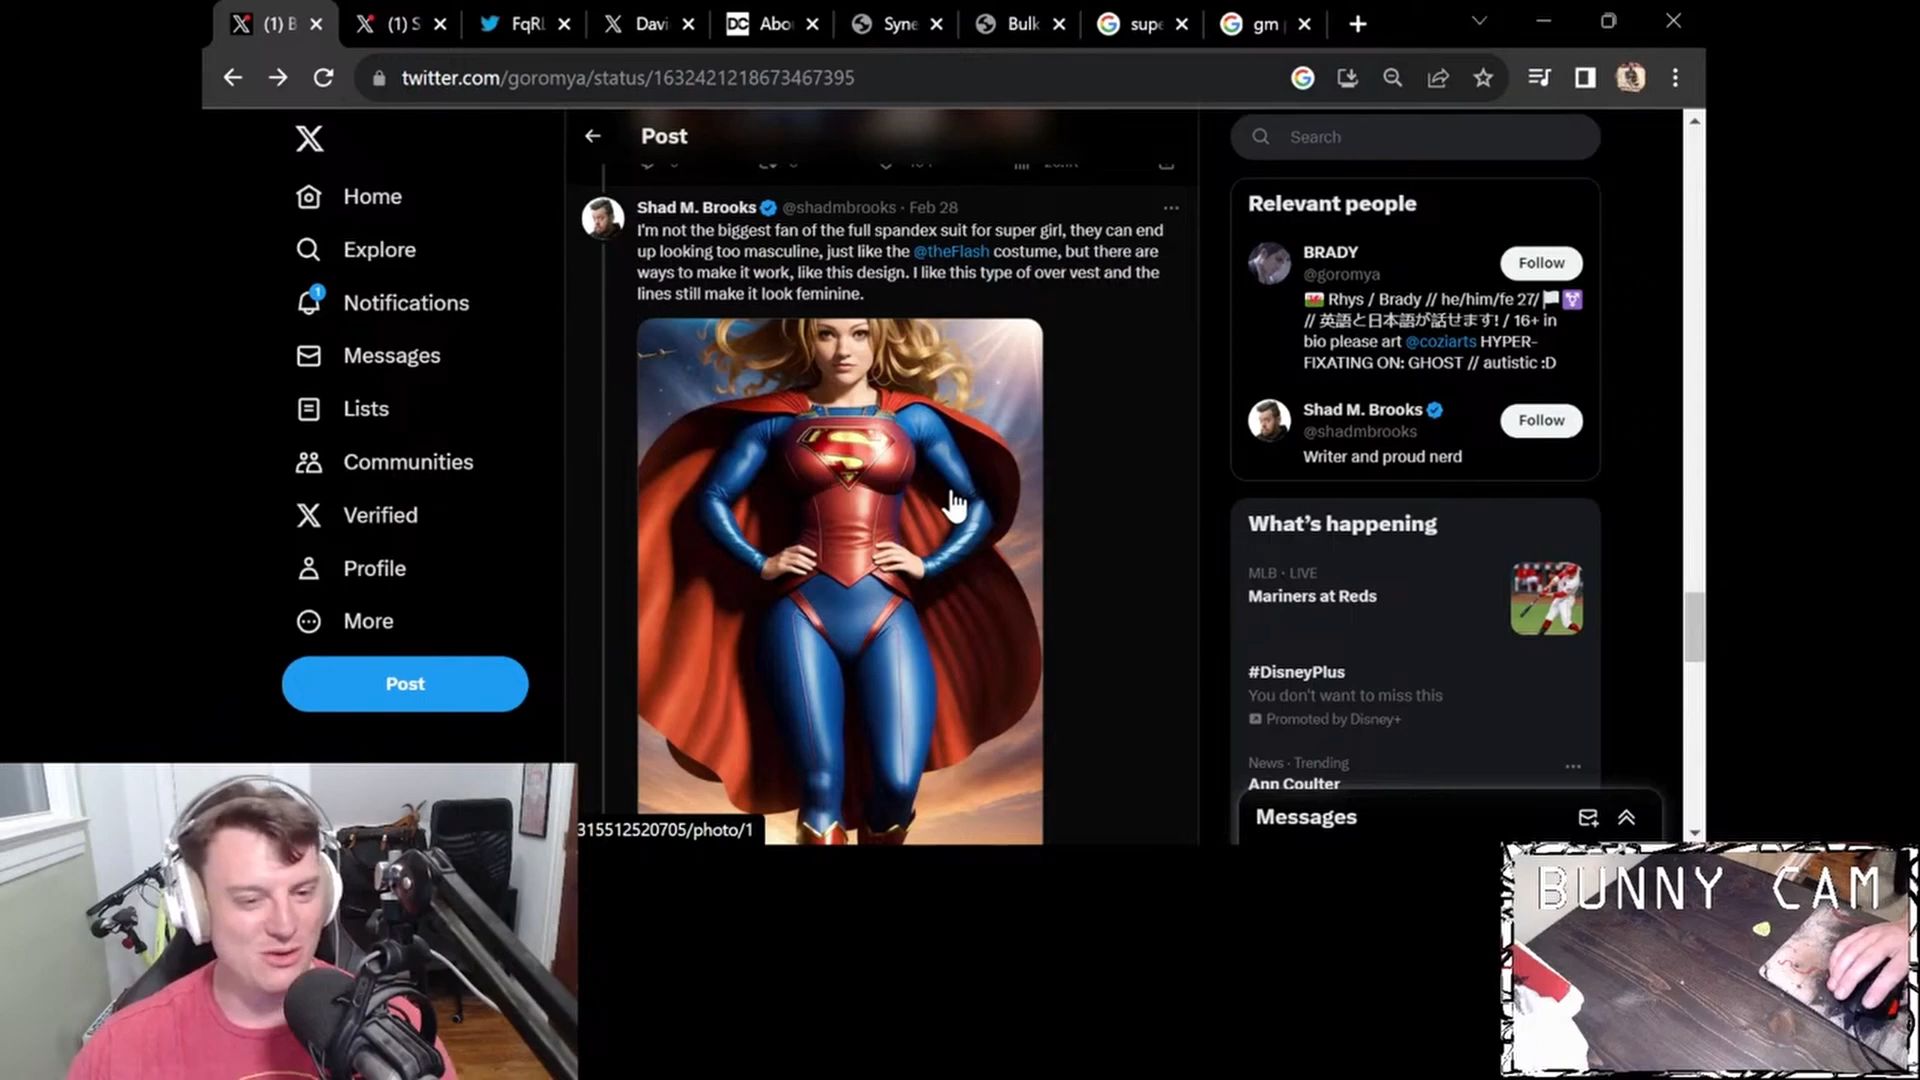 (1) B
(1) S
FqRL
Davi
DC
Abo
Syne
Bulk
supe
gm
twitter.com/goromya/status/1632421218673467395
Post
Search
Home
Explore
1
Notifications
Messages
Lists
Communities
Verified
Profile
More
Post
Shad M. Brooks @shadmbrooks · Feb 28
I'm not the biggest fan of the full spandex suit for super girl, they can end
up looking too masculine, just like the @theFlash costume, but there are
ways to make it work, like this design. I like this type of over vest and the
lines still make it look feminine.
S
315512520705/photo/1
Relevant people
BRADY
@goromya
Follow
Rhys / Brady // he/him/fe 27/
// 英語と日本語が話せます! / 16+ in
bio please art @coziarts HYPER-
FIXATING ON: GHOST // autistic :D
Shad M. Brooks
@shadmbrooks
Follow
Writer and proud nerd
What's happening
MLB · LIVE
Mariners at Reds
#DisneyPlus
You don't want to miss this
Promoted by Disney+
News · Trending
Ann Coulter
Messages
BUNNY CAM